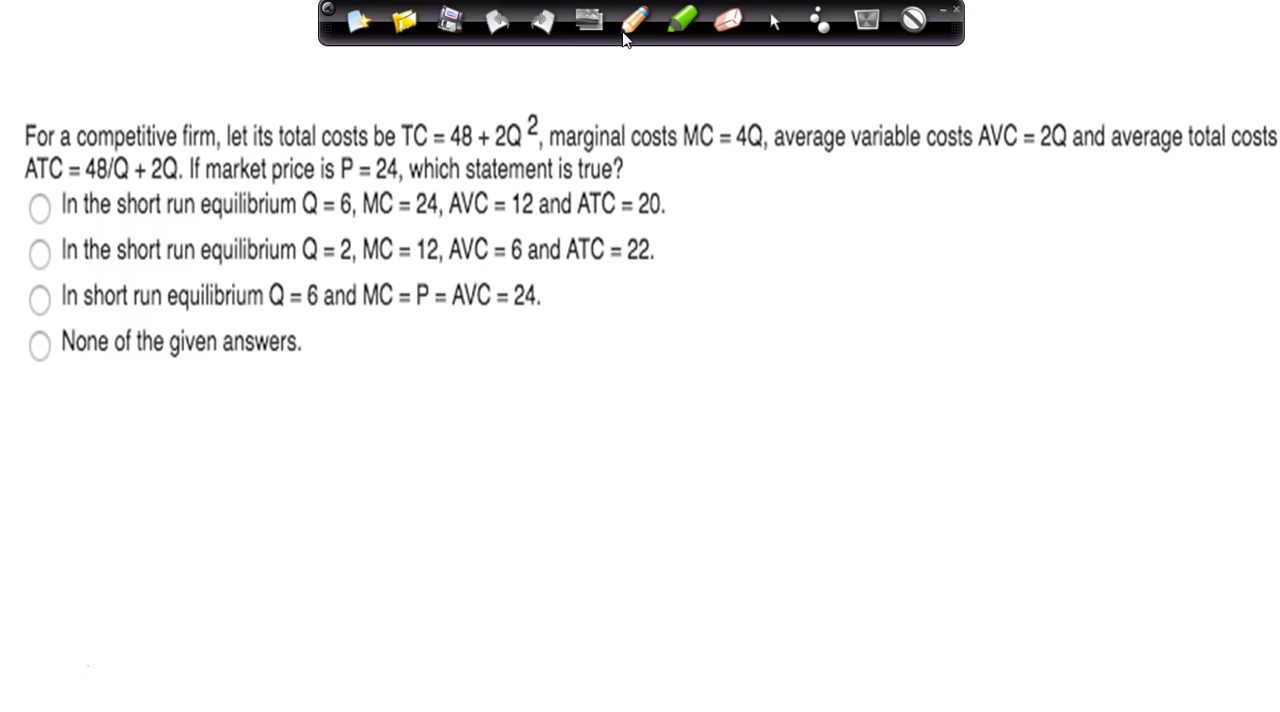 For a competitive firm, let its total costs be TC = 48 + 2Q 2, marginal costs MC = 4Q, average variable costs AVC = 2Q and average total costs
ATC = 48/Q + 2Q. If market price is P = 24, which statement is true?
In the short run equilibrium Q = 6, MC = 24, AVC = 12 and ATC = 20.
In the short run equilibrium Q = 2, MC = 12, AVC = 6 and ATC = 22.
In short run equilibrium Q = 6 and MC = P = AVC = 24.
None of the given answers.